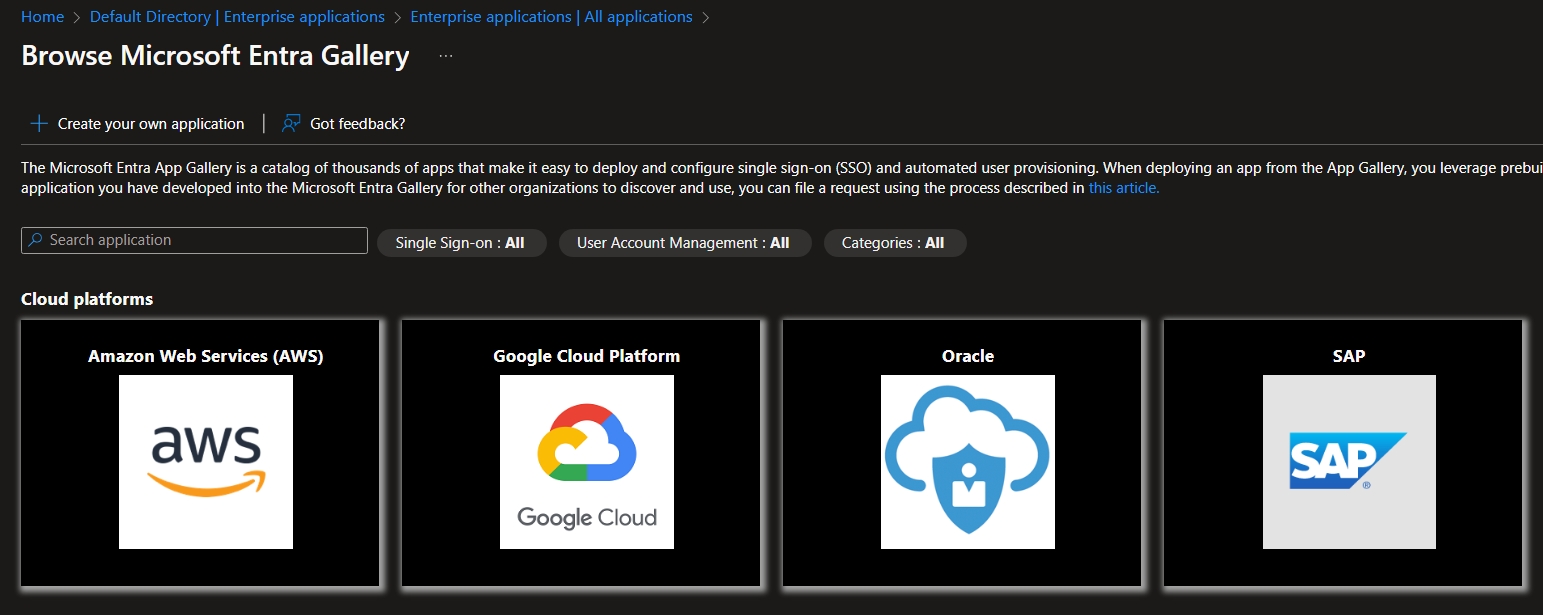 Home > Default Directory | Enterprise applications > Enterprise applications | All applications >
Browse Microsoft Entra Gallery ...
Create your own application | Got feedback?
The Microsoft Entra App Gallery is a catalog of thousands of apps that make it easy to deploy and configure single sign-on (SSO) and automated user provisioning. When deploying an app from the App Gallery, you leverage prebui
application you have developed into the Microsoft Entra Gallery for other organizations to discover and use, you can file a request using the process described in this article.
Search application Single Sign-on : All User Account Management : All Categories : All
Cloud platforms
Amazon Web Services (AWS) Google Cloud Platform Oracle SAP
aws Google Cloud SAP®